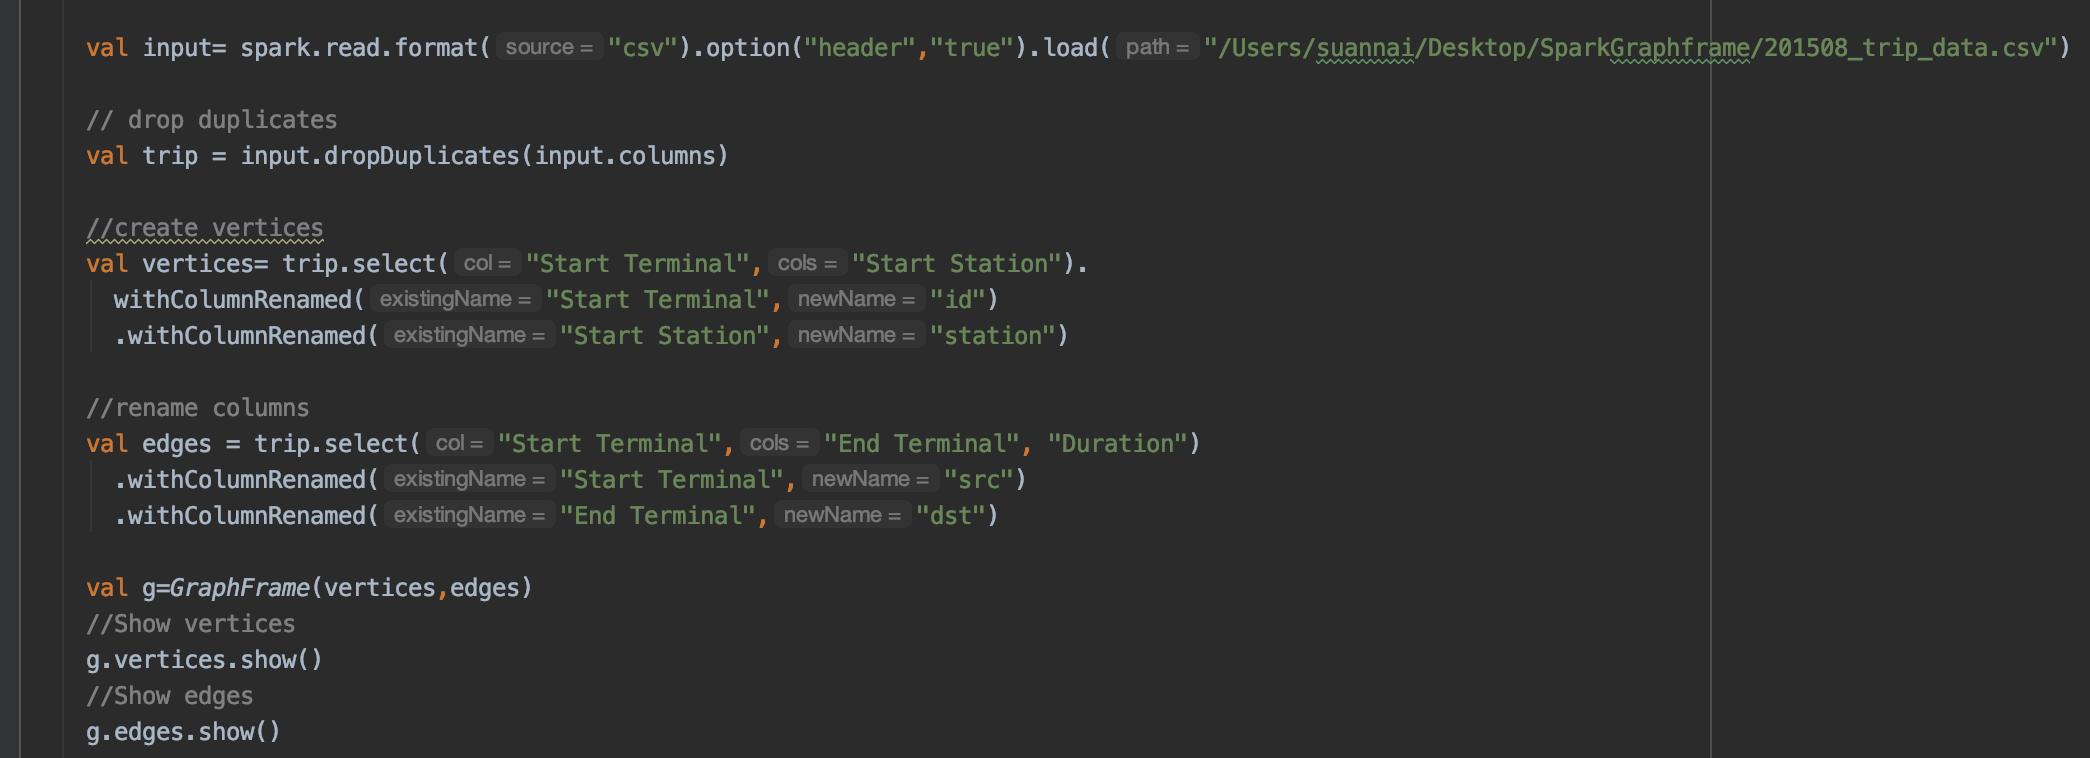 val input= spark.read.format( source = "csv").option("header","true").load( path = "/Users/suannai/Desktop/SparkGraphframe/201508_trip_data.csv")
// drop duplicates
val trip = input.dropDuplicates(input.columns)
//create vertices
val vertices= trip.select( col = "Start Terminal", cols = "Start Station").
withColumnRenamed( existingName = "Start Terminal", newName = "id")
.withColumnRenamed( existingName = "Start Station", newName = "station")
//rename columns
val edges = trip.select( col = "Start Terminal", cols = "End Terminal", "Duration")
.withColumnRenamed( existingName = "Start Terminal", newName = "src")
.withColumnRenamed( existingName = "End Terminal", newName = "dst")
val g=GraphFrame(vertices,edges)
//Show vertices
g.vertices.show()
//Show edges
g.edges.show()